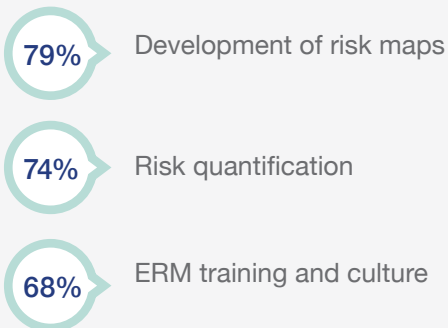 79% Development of risk maps
74% Risk quantification
68% ERM training and culture